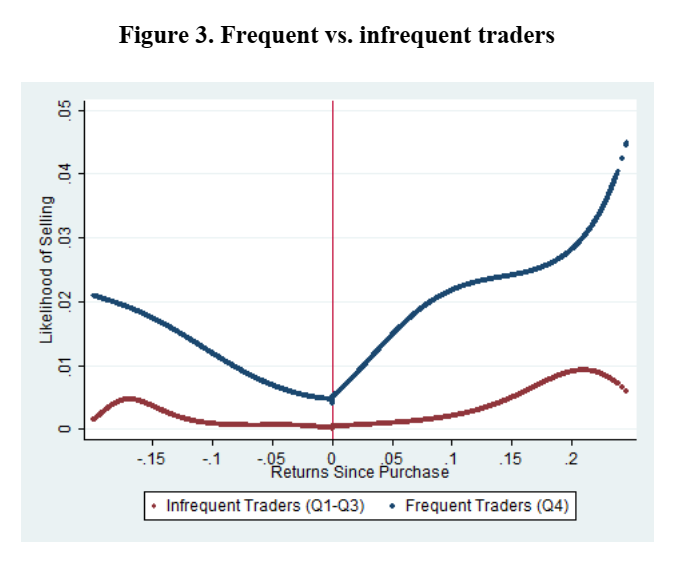 Figure 3. Frequent vs. infrequent traders
Likelihood of Selling
.05
.04
.03
.02
.01
0
-.15 -.1 -.05 0 .05 .1 .15 .2
Returns Since Purchase
Infrequent Traders (Q1-Q3) Frequent Traders (Q4)